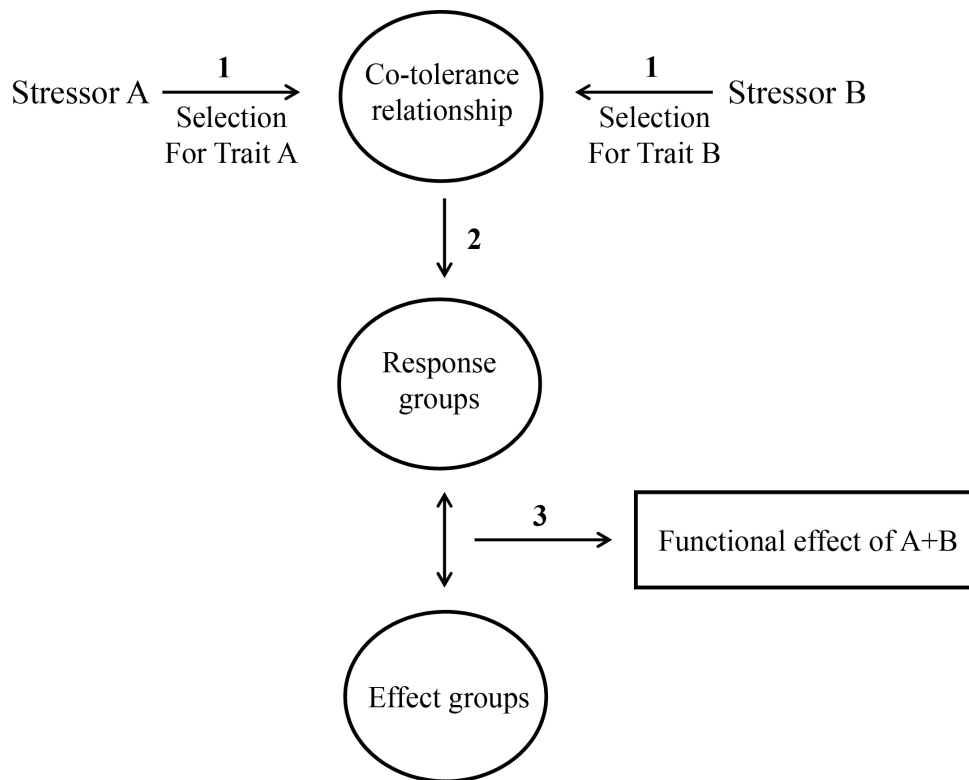 1
Stressor A
Selection
For Trait A
Co-tolerance
relationship
1
Stressor B
Selection
For Trait B
2
Response
groups
3
Functional effect of A+B
Effect groups